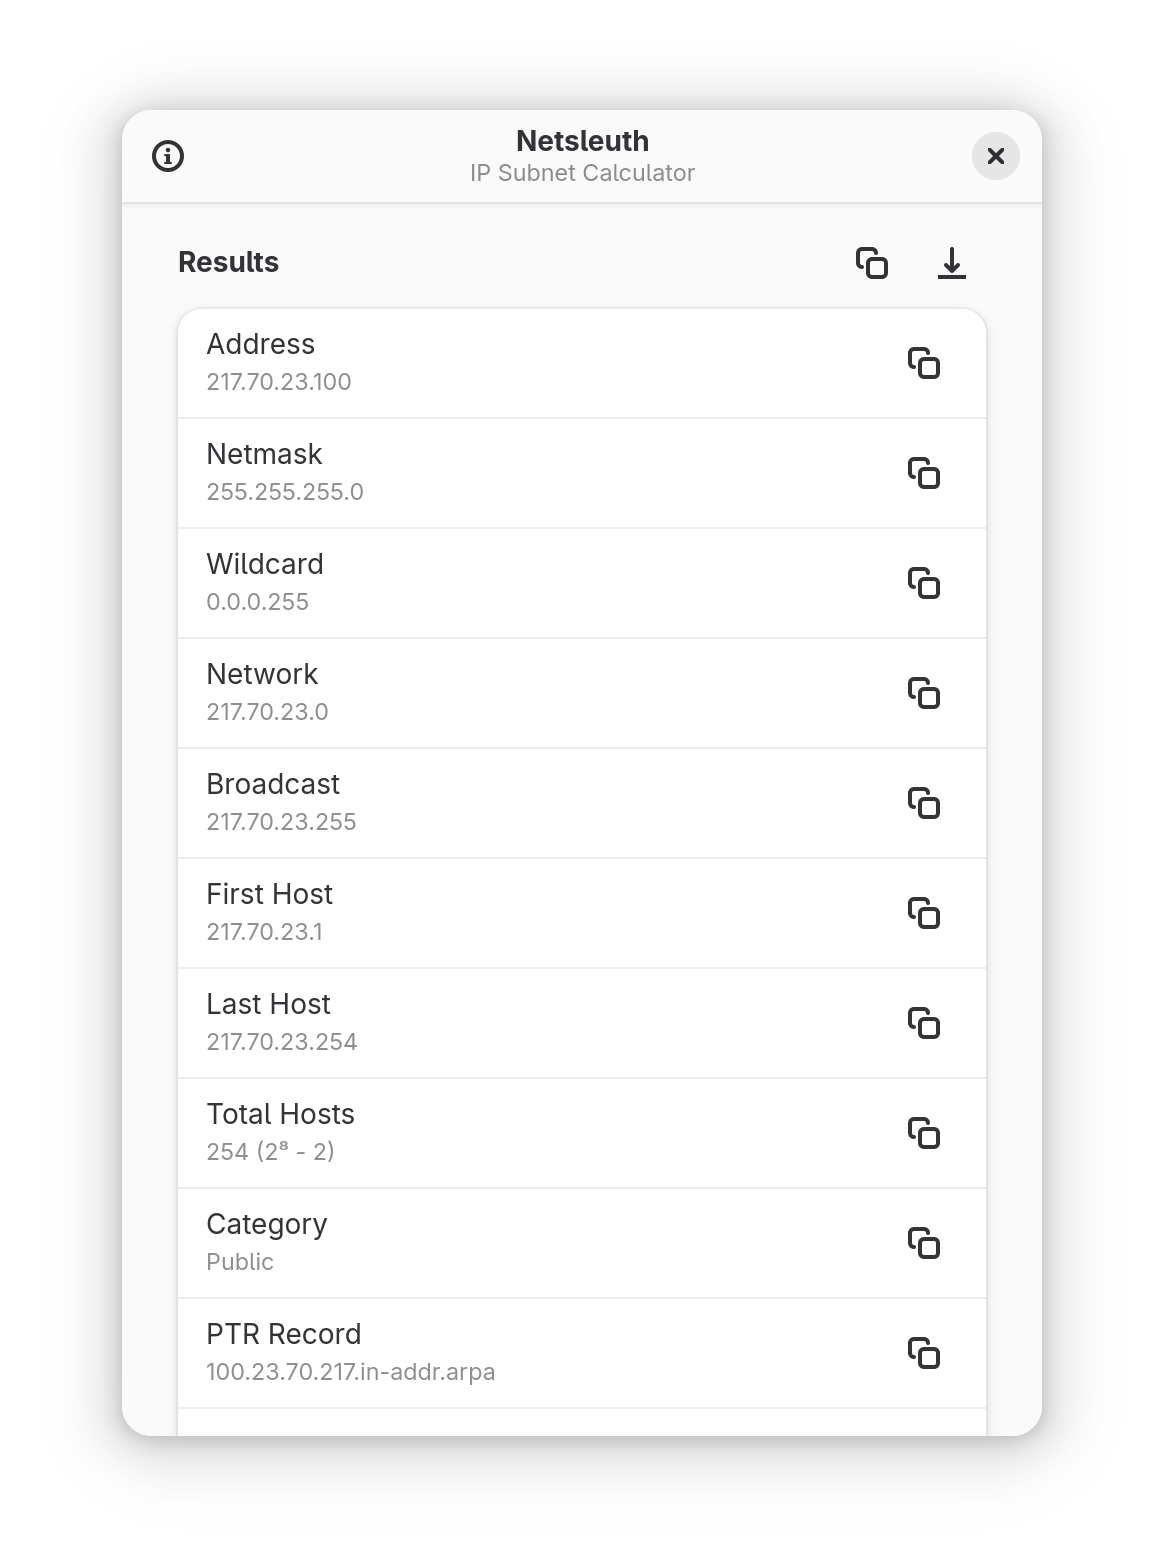 Netsleuth
IP Subnet Calculator
Results
Address
217.70.23.100
Netmask
255.255.255.0
Wildcard
0.0.0.255
Network
217.70.23.0
Broadcast
217.70.23.255
First Host
217.70.23.1
Last Host
217.70.23.254
Total Hosts
254 (2⁸ - 2)
Category
Public
PTR Record
100.23.70.217.in-addr.arpa